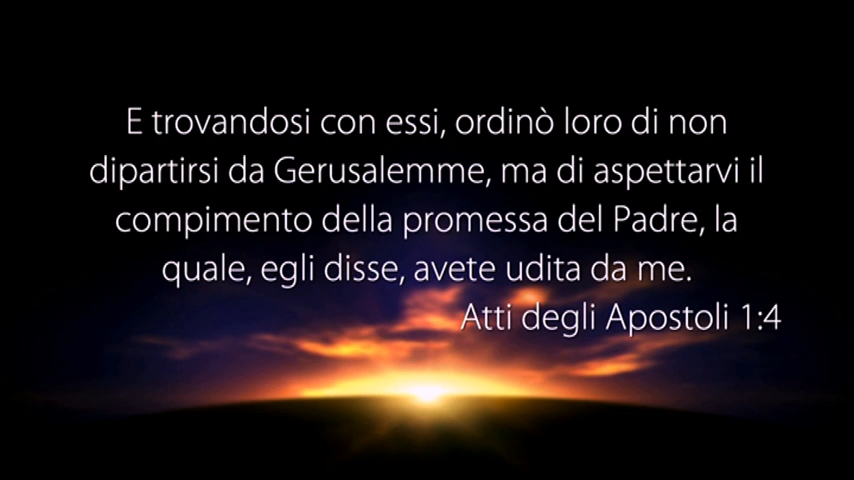 E trovandosi con essi, ordinò loro di non
dipartirsi da Gerusalemme, ma di aspettarvi il
compimento della promessa del Padre, la
quale, egli disse, avete udita da me.
Atti degli Apostoli 1:4